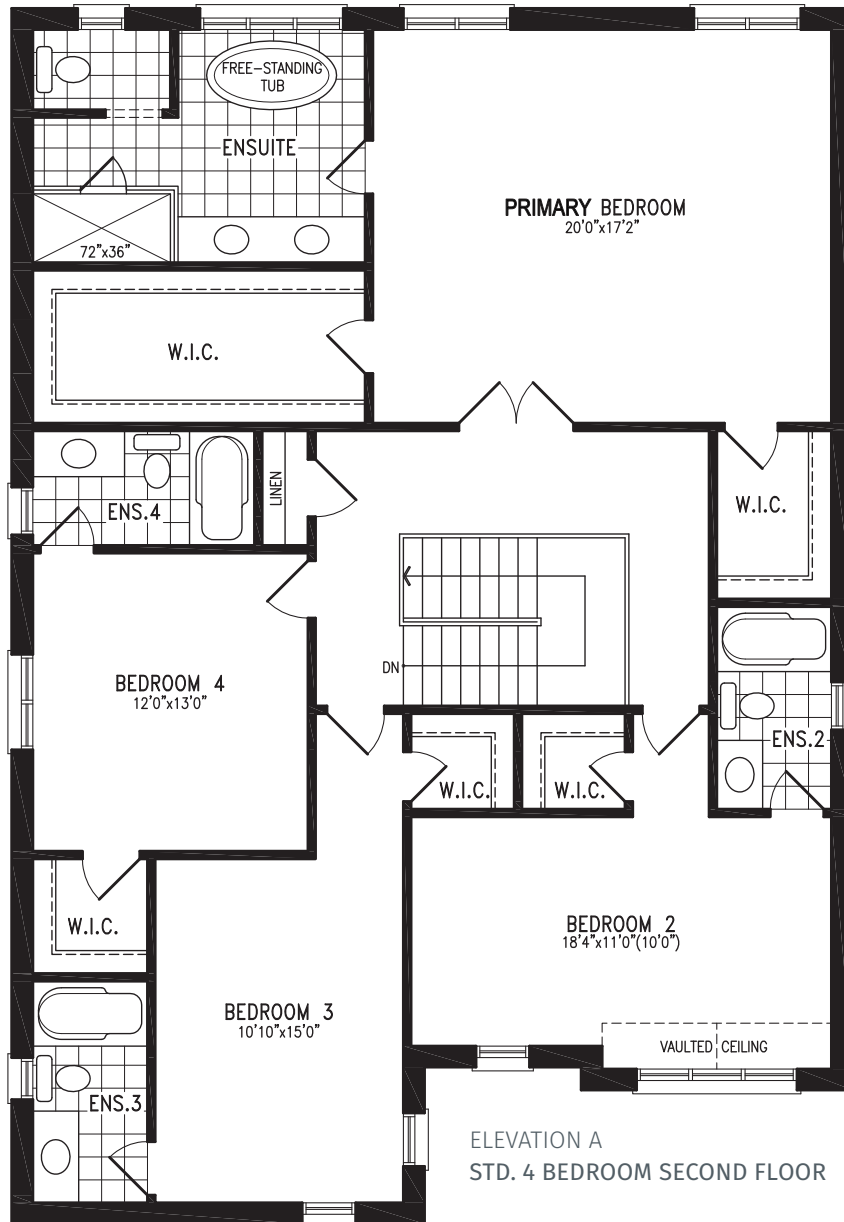 FREE-STANDING
TUB
ENSUITE
PRIMARY BEDROOM
20'0"x17'2"
72"x36"
W.I.C.
LINEN
ENS.4
W.I.C.
BEDROOM 4
12'0"x13'0"
DN
ENS.2
W.I.C.
W.I.C.
W.I.C.
BEDROOM 2
18'4"x11'0"(10'0")
BEDROOM 3
10'10"x15'0"
VAULTED CEILING
ENS.3
ELEVATION A
STD. 4 BEDROOM SECOND FLOOR